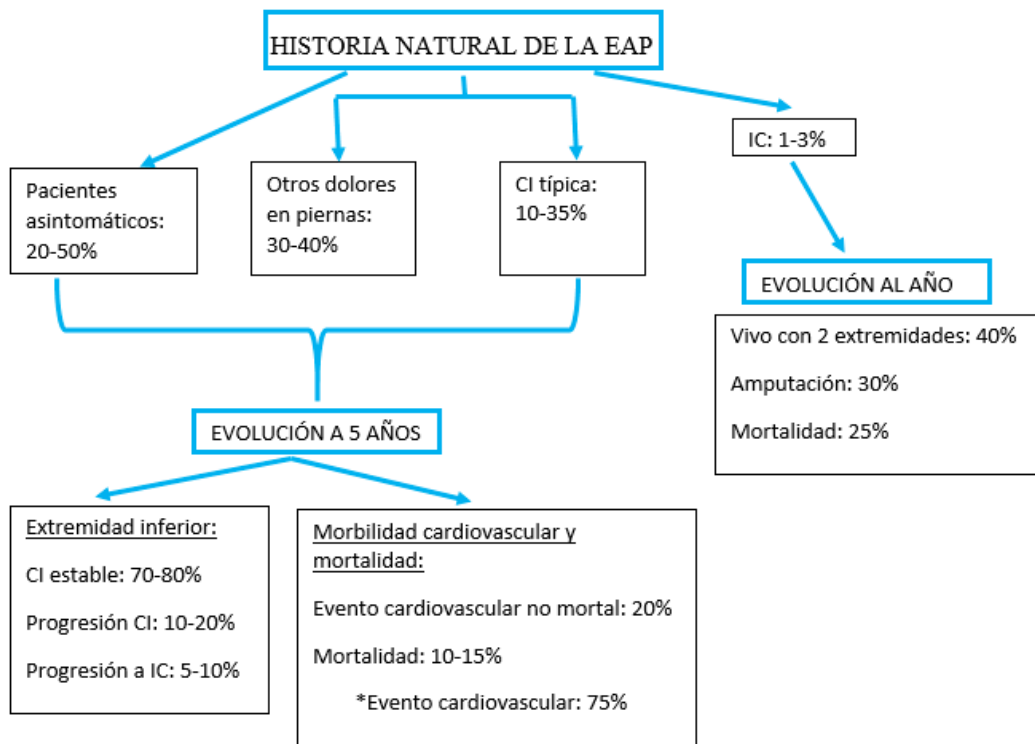 HISTORIA NATURAL DE LA EAP
Pacientes
asintomáticos:
20-50%
Otros dolores
en piernas:
30-40%
CI típica:
10-35%
IC: 1-3%
EVOLUCIÓN AL AÑO
Vivo con 2 extremidades: 40%
Amputación: 30%
Mortalidad: 25%
EVOLUCIÓN A 5 AÑOS
Extremidad inferior:
CI estable: 70-80%
Progresión CI: 10-20%
Progresión a IC: 5-10%
Morbilidad cardiovascular y
mortalidad:
Evento cardiovascular no mortal: 20%
Mortalidad: 10-15%
*Evento cardiovascular: 75%